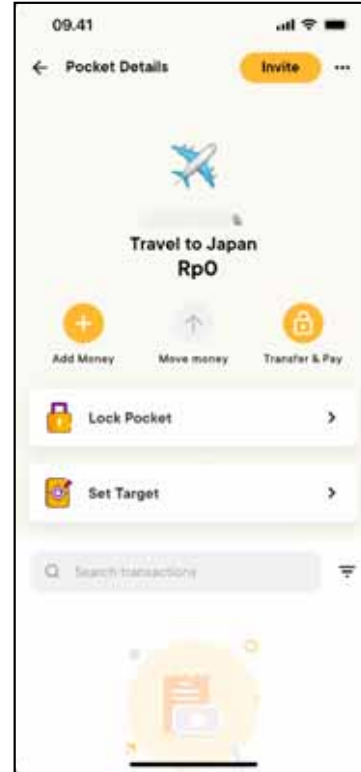 09.41
Pocket Details
Invite
Travel to Japan
Rp0
Add Money
Move money
Transfer & Pay
Lock Pocket
Set Target
Search transactions